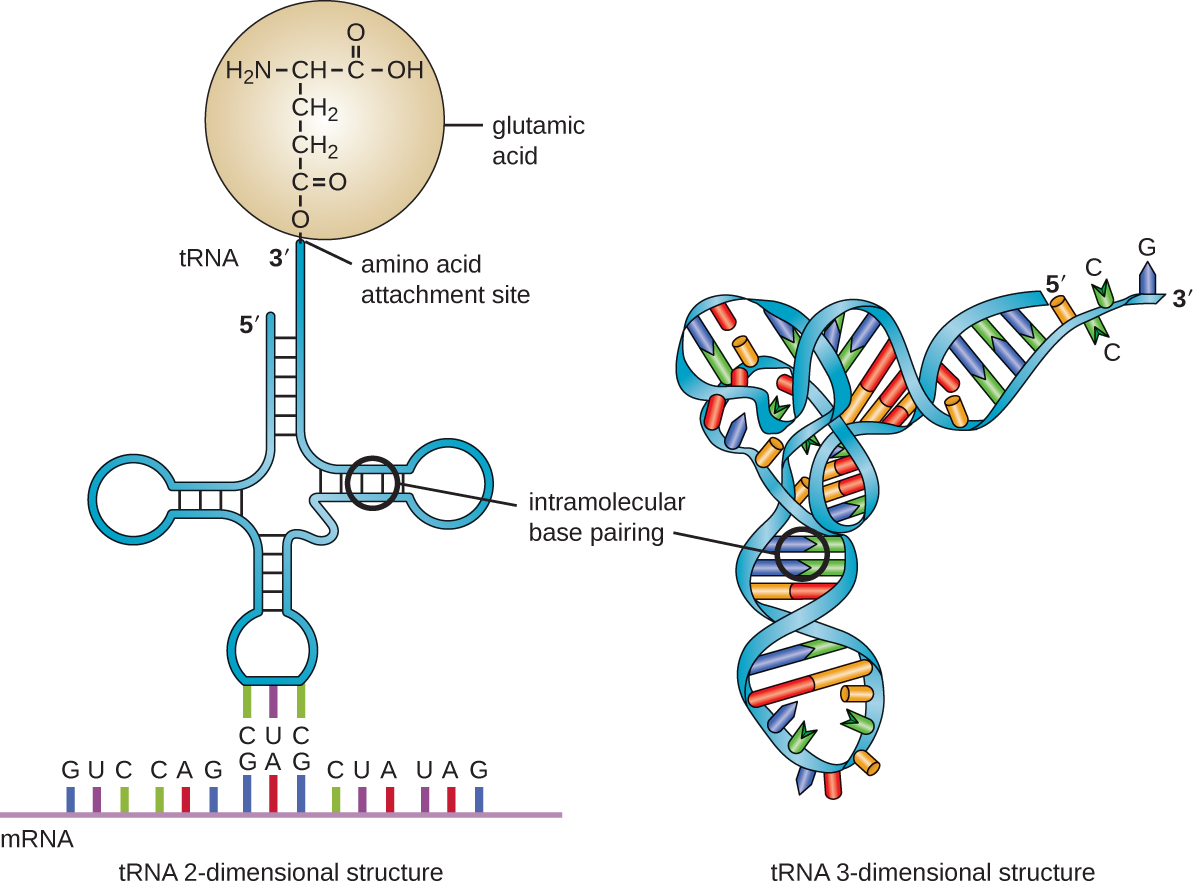 O
H2N–CH–C–OH
CH2
CH2
C=O
O
glutamic
acid
tRNA 3′
amino acid
attachment site
5′
intramolecular
base pairing
C U C
G U C C A G G A G C U A U A G
mRNA
tRNA 2-dimensional structure
G
C
5′
3′
C
tRNA 3-dimensional structure